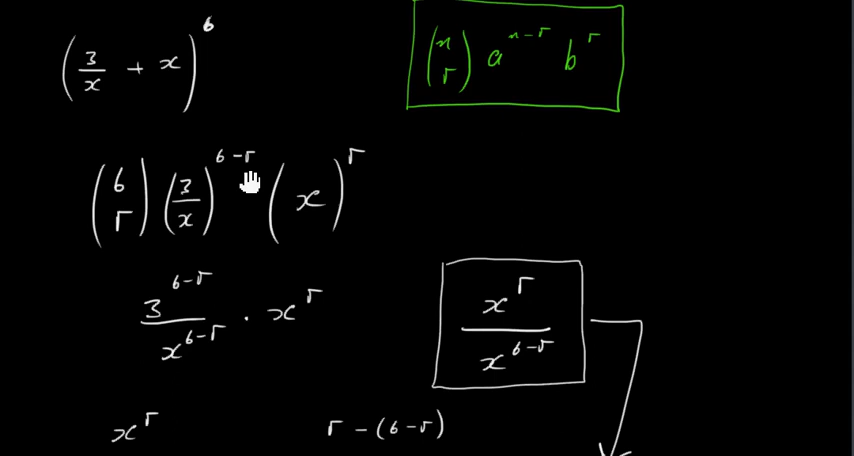 (3/x + x)^6
(n r) a^(n-r) b^r
(6 r) (3/x)^(6-r) (x)^r
3^(6-r)/x^(6-r) · x^r
x^r/x^(6-r)
x^r
r - (6-r)